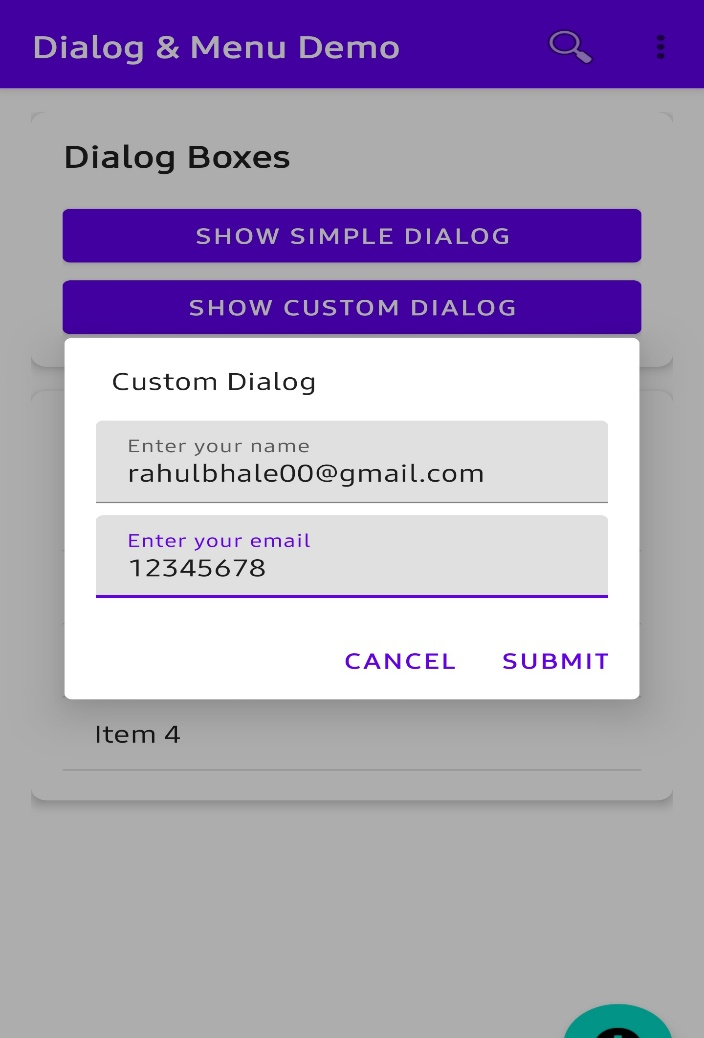 Dialog & Menu Demo
Dialog Boxes
SHOW SIMPLE DIALOG
SHOW CUSTOM DIALOG
Custom Dialog
Enter your name
rahulbhale00@gmail.com
Enter your email
12345678
CANCEL SUBMIT
Item 4